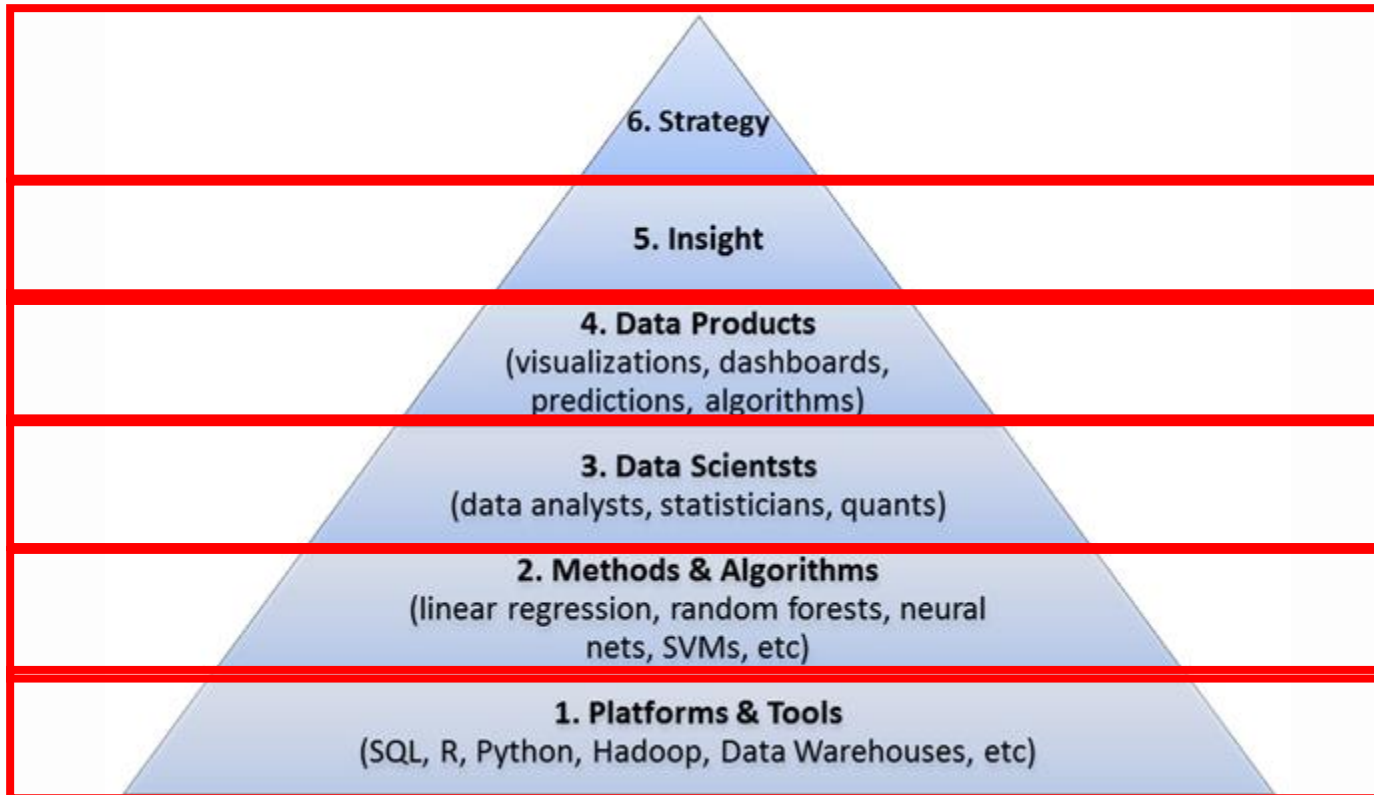 6. Strategy
5. Insight
4. Data Products
(visualizations, dashboards,
predictions, algorithms)
3. Data Scientsts
(data analysts, statisticians, quants)
2. Methods & Algorithms
(linear regression, random forests, neural
nets, SVMs, etc)
1. Platforms & Tools
(SQL, R, Python, Hadoop, Data Warehouses, etc)